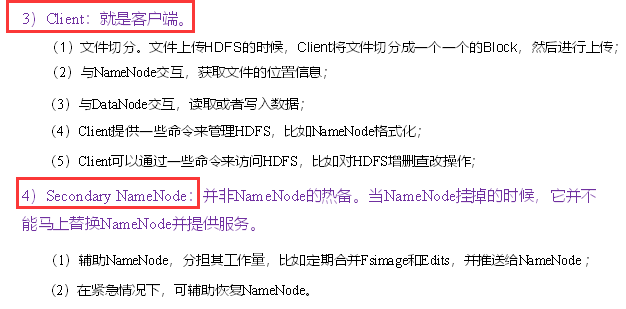 3）Client：就是客户端。
（1）文件切分。文件上传HDFS的时候，Client将文件切分成一个一个的Block，然后进行上传；
（2）与NameNode交互，获取文件的位置信息；
（3）与DataNode交互，读取或者写入数据；
（4）Client提供一些命令来管理HDFS，比如NameNode格式化；
（5）Client可以通过一些命令来访问HDFS，比如对HDFS增删查改操作；
4）Secondary NameNode：并非NameNode的热备。当NameNode挂掉的时候，它并不
能马上替换NameNode并提供服务。
（1）辅助NameNode，分担其工作量，比如定期合并Fsimage和Edits，并推送给NameNode ；
（2）在紧急情况下，可辅助恢复NameNode。